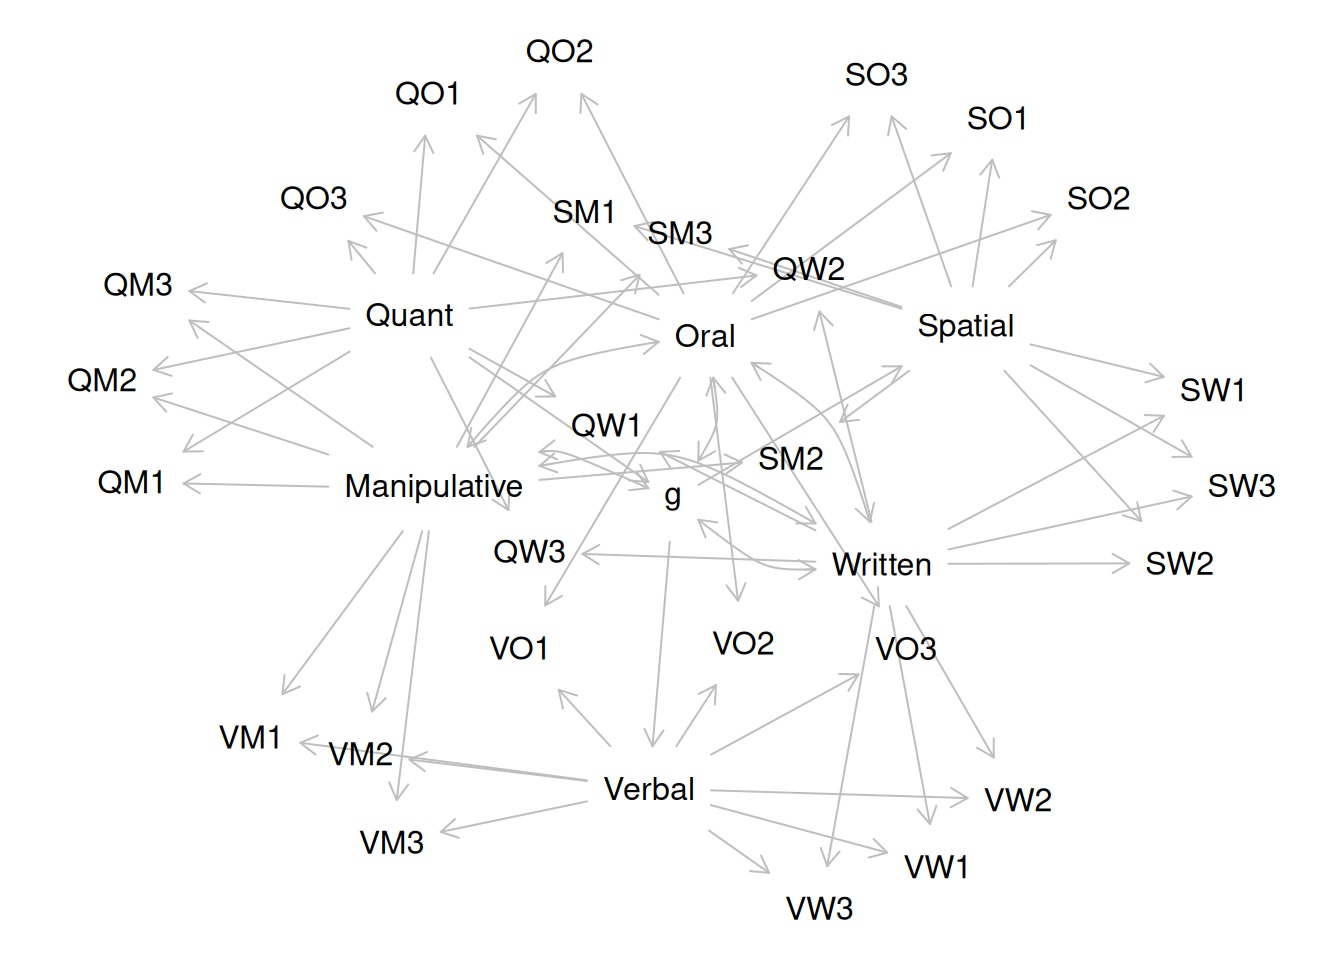 QO2
SO3
QO1
SO1
QO3
SM1
SO2
SM3
QW2
QM3
Quant
Spatial
Oral
QM2
SW1
QW1
SM2
QM1
Manipulative
SW3
g
QW3
Written
SW2
VO1
VO2
VO3
VM1
VM2
Verbal
VW2
VM3
VW1
VW3